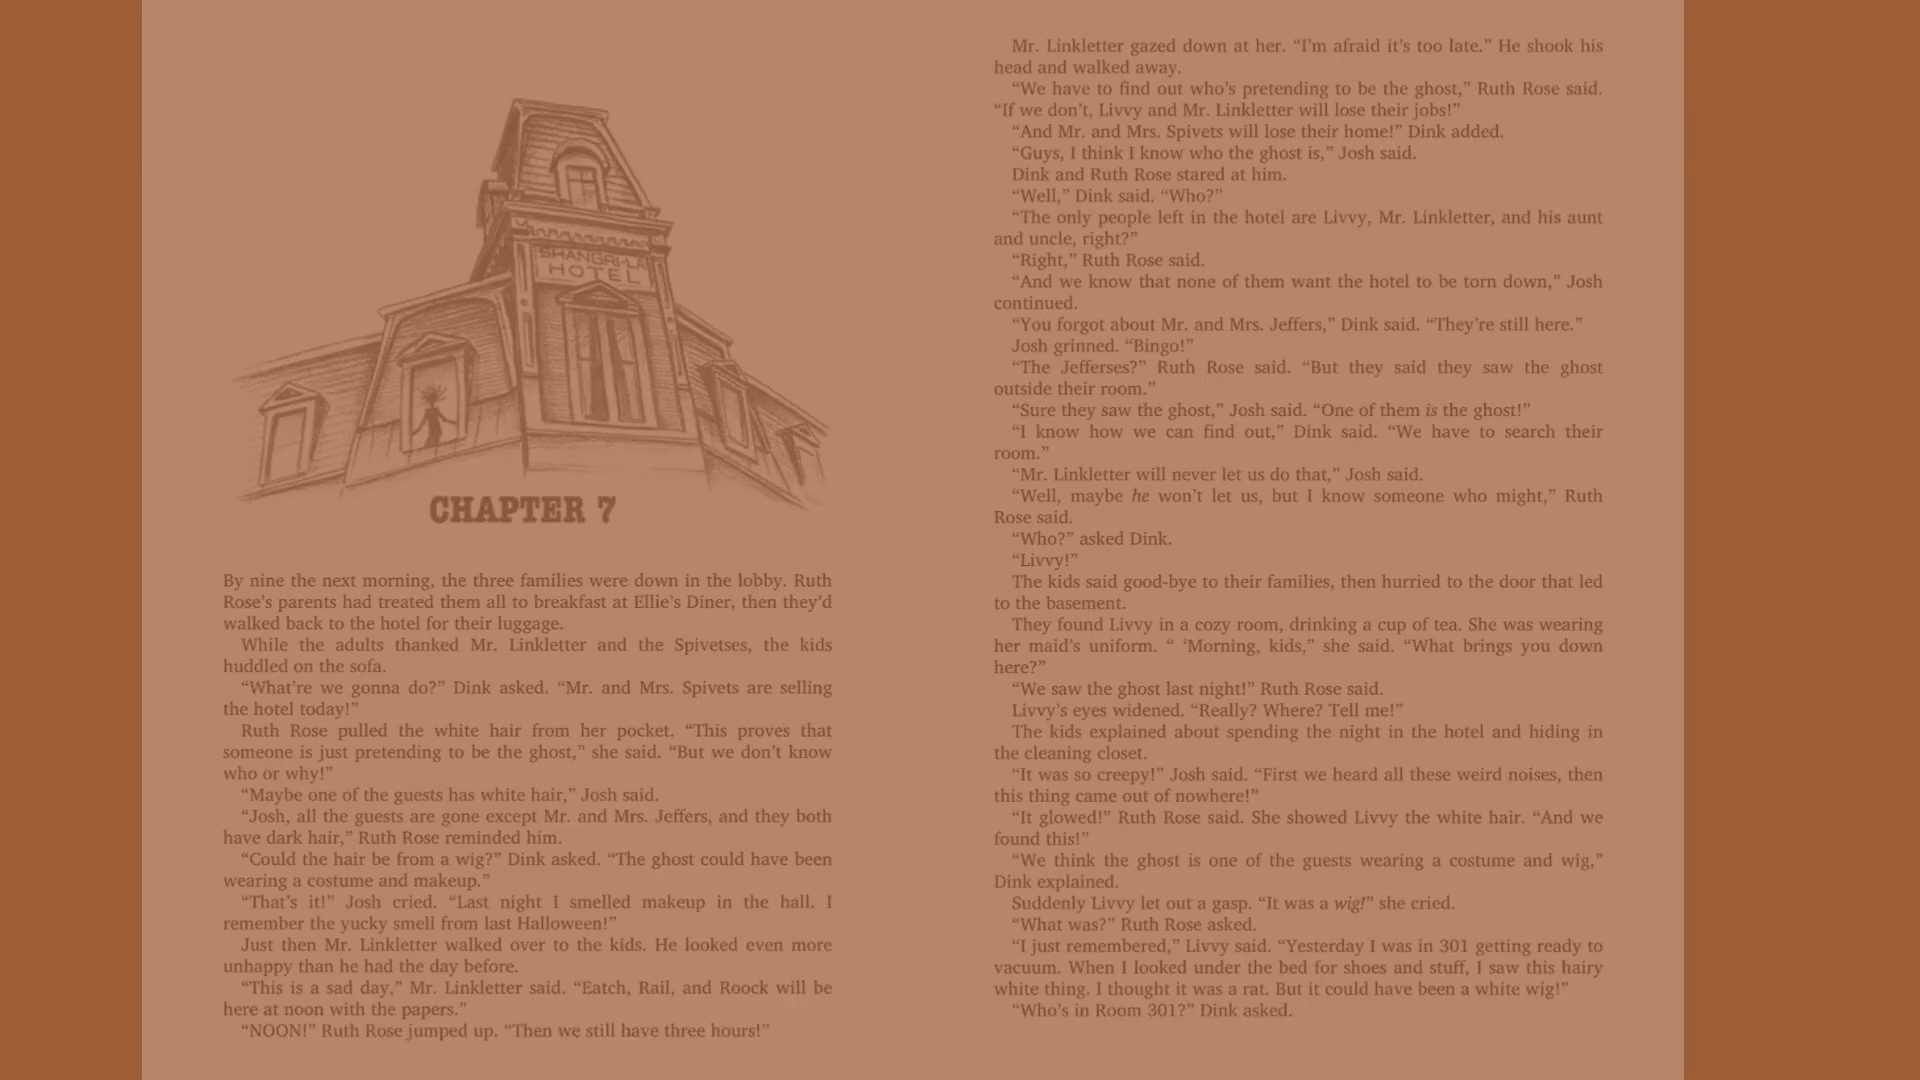 SHANGRI-LA
HOTEL
CHAPTER 7
By nine the next morning, the three families were down in the lobby. Ruth
Rose’s parents had treated them all to breakfast at Ellie’s Diner, then they’d
walked back to the hotel for their luggage.
While the adults thanked Mr. Linkletter and the Spivetses, the kids
huddled on the sofa.
“What’re we gonna do?” Dink asked. “Mr. and Mrs. Spivets are selling
the hotel today!”
Ruth Rose pulled the white hair from her pocket. “This proves that
someone is just pretending to be the ghost,” she said. “But we don’t know
who or why!”
“Maybe one of the guests has white hair,” Josh said.
“Josh, all the guests are gone except Mr. and Mrs. Jeffers, and they both
have dark hair,” Ruth Rose reminded him.
“Could the hair be from a wig?” Dink asked. “The ghost could have been
wearing a costume and makeup.”
“That’s it!” Josh cried. “Last night I smelled makeup in the hall. I
remember the yucky smell from last Halloween!”
Just then Mr. Linkletter walked over to the kids. He looked even more
unhappy than he had the day before.
“This is a sad day,” Mr. Linkletter said. “Eatch, Rail, and Roock will be
here at noon with the papers.”
“NOON!” Ruth Rose jumped up. “Then we still have three hours!”
Mr. Linkletter gazed down at her. “I’m afraid it’s too late.” He shook his
head and walked away.
“We have to find out who’s pretending to be the ghost,” Ruth Rose said.
“If we don’t, Livvy and Mr. Linkletter will lose their jobs!”
“And Mr. and Mrs. Spivets will lose their home!” Dink added.
“Guys, I think I know who the ghost is,” Josh said.
Dink and Ruth Rose stared at him.
“Well,” Dink said. “Who?”
“The only people left in the hotel are Livvy, Mr. Linkletter, and his aunt
and uncle, right?”
“Right,” Ruth Rose said.
“And we know that none of them want the hotel to be torn down,” Josh
continued.
“You forgot about Mr. and Mrs. Jeffers,” Dink said. “They’re still here.”
Josh grinned. “Bingo!”
“The Jefferses?” Ruth Rose said. “But they said they saw the ghost
outside their room.”
“Sure they saw the ghost,” Josh said. “One of them is the ghost!”
“I know how we can find out,” Dink said. “We have to search their
room.”
“Mr. Linkletter will never let us do that,” Josh said.
“Well, maybe he won’t let us, but I know someone who might,” Ruth
Rose said.
“Who?” asked Dink.
“Livvy!”
The kids said good-bye to their families, then hurried to the door that led
to the basement.
They found Livvy in a cozy room, drinking a cup of tea. She was wearing
her maid’s uniform. “ ‘Morning, kids,” she said. “What brings you down
here?”
“We saw the ghost last night!” Ruth Rose said.
Livvy’s eyes widened. “Really? Where? Tell me!”
The kids explained about spending the night in the hotel and hiding in
the cleaning closet.
“It was so creepy!” Josh said. “First we heard all these weird noises, then
this thing came out of nowhere!”
“It glowed!” Ruth Rose said. She showed Livvy the white hair. “And we
found this!”
“We think the ghost is one of the guests wearing a costume and wig,”
Dink explained.
Suddenly Livvy let out a gasp. “It was a wig!” she cried.
“What was?” Ruth Rose asked.
“I just remembered,” Livvy said. “Yesterday I was in 301 getting ready to
vacuum. When I looked under the bed for shoes and stuff, I saw this hairy
white thing. I thought it was a rat. But it could have been a white wig!”
“Who’s in Room 301?” Dink asked.